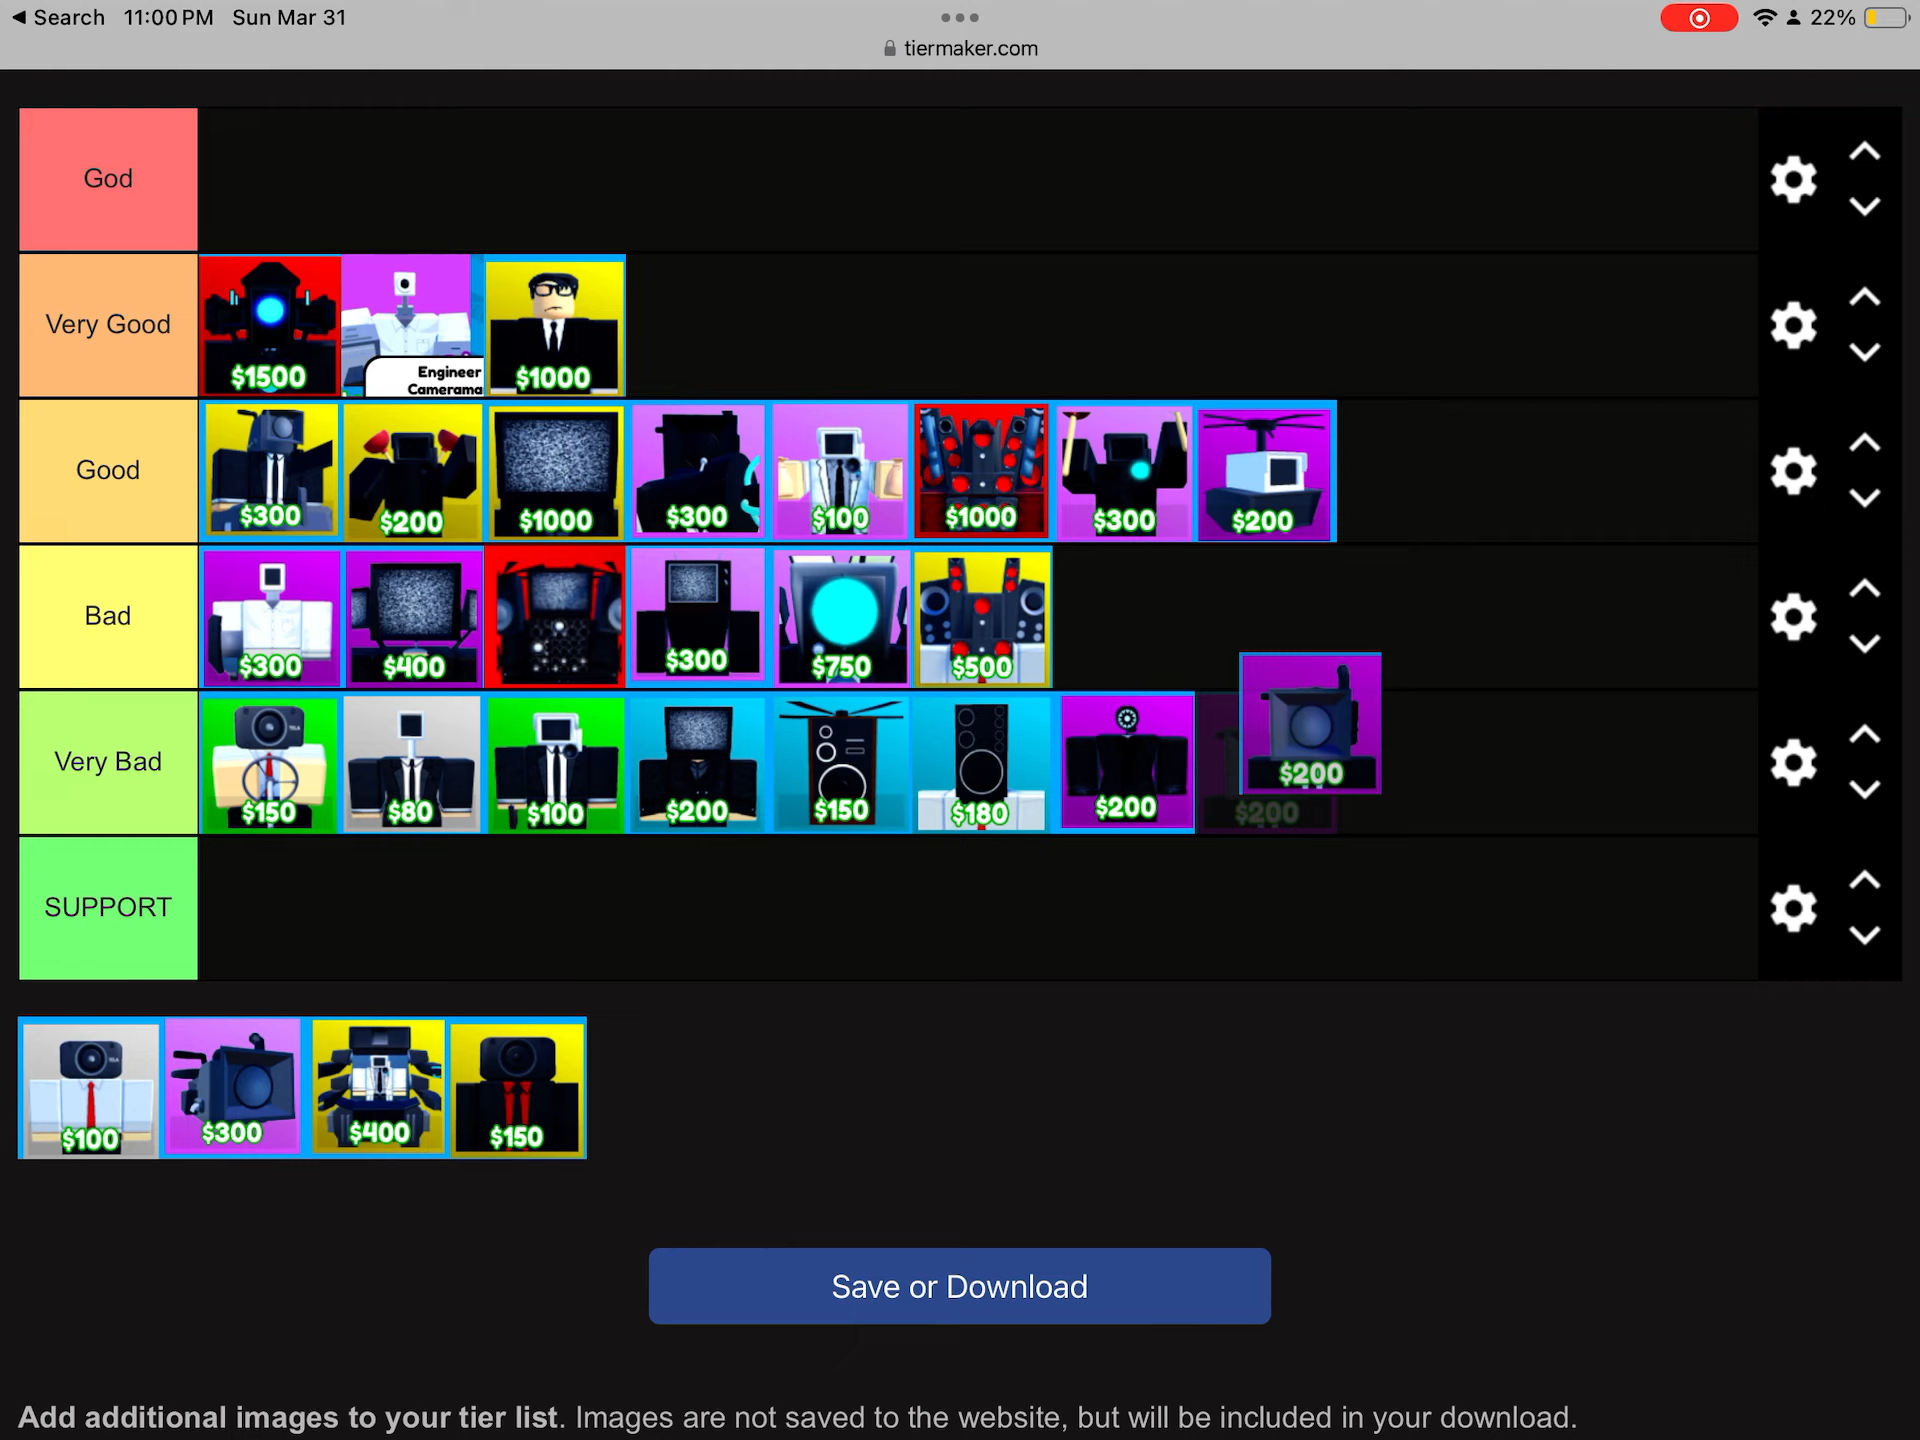 Search 11:00 PM Sun Mar 31
22%
tiermaker.com
God
Very Good
$1500
Engineer
Camerama
$1000
Good
$300 $200 $1000 $300 $100 $1000 $300 $200
Bad
$300 $400 $300 $750 $500
Very Bad
$150 $80 $100 $200 $150 $180 $200 $200 $200
SUPPORT
$100 $300 $400 $150
Save or Download
Add additional images to your tier list. Images are not saved to the website, but will be included in your download.